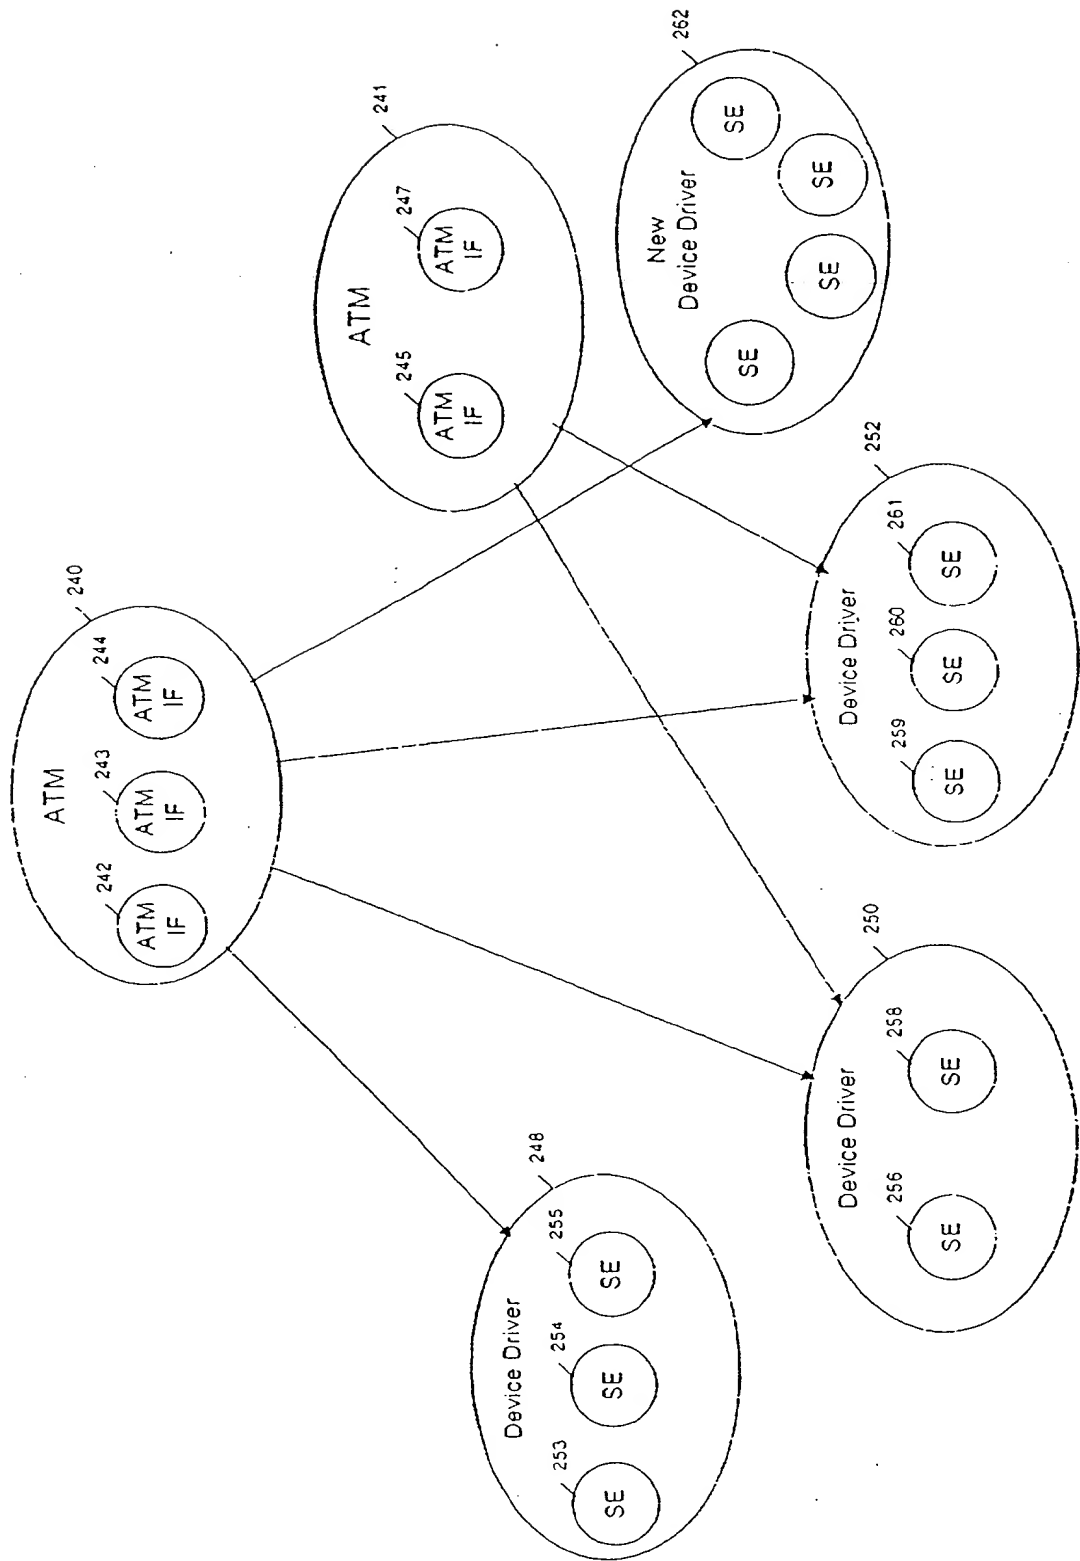 240
ATM
242
ATM
IF
243
ATM
IF
244
ATM
IF
241
ATM
245
ATM
IF
247
ATM
IF
248
Device Driver
253
SE
254
SE
255
SE
250
Device Driver
256
SE
258
SE
252
Device Driver
259
SE
260
SE
261
SE
262
New
Device Driver
SE
SE
SE
SE